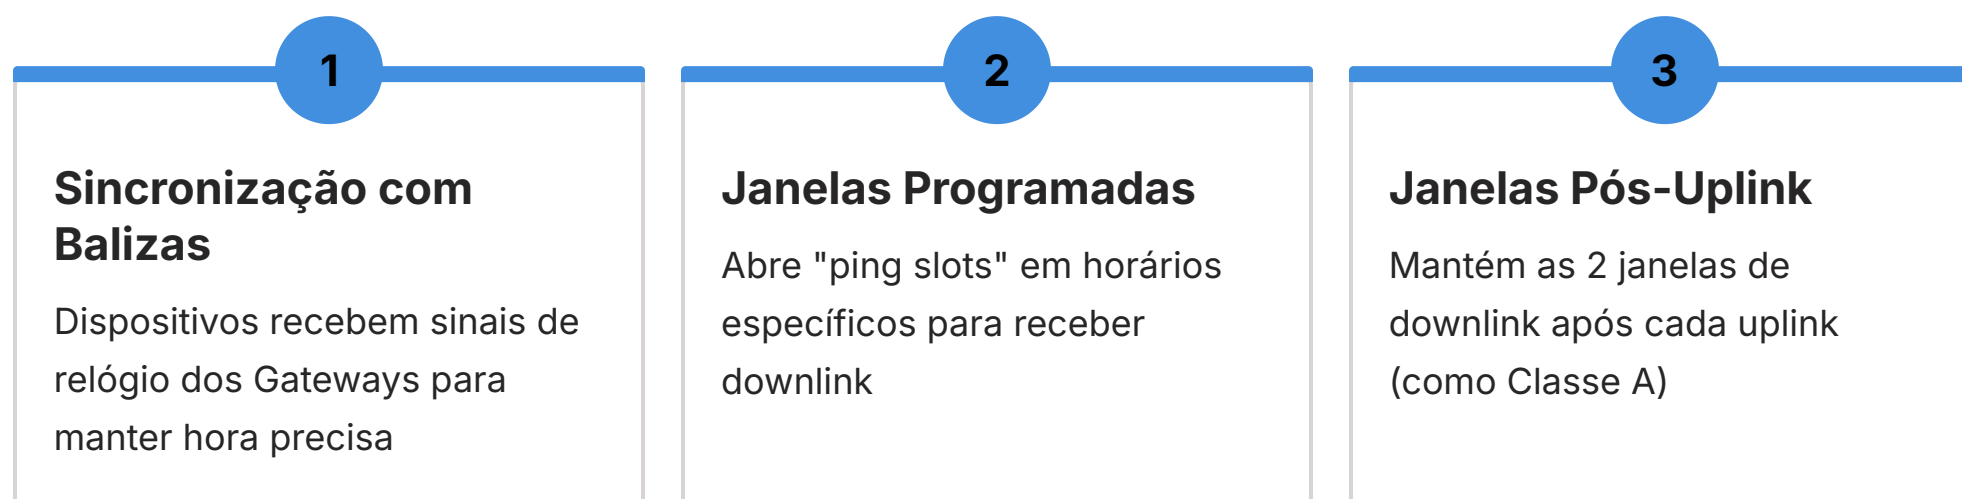 1
Sincronização com
Balizas
Dispositivos recebem sinais de
relógio dos Gateways para
manter hora precisa
2
Janelas Programadas
Abre "ping slots" em horários
específicos para receber
downlink
3
Janelas Pós-Uplink
Mantém as 2 janelas de
downlink após cada uplink
(como Classe A)